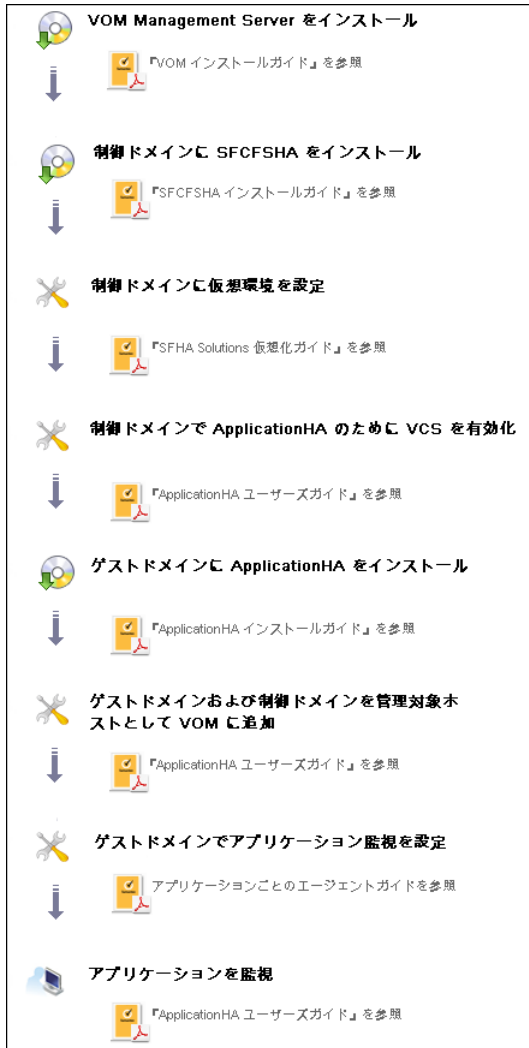 VOM Management Server をインストール
『VOM インストールガイド』を参照
制御ドメインに SFCFSHA をインストール
『SFCFSHA インストールガイド』を参照
制御ドメインに仮想環境を設定
『SFHA Solutions 仮想化ガイド』を参照
制御ドメインで ApplicationHA のために VCS を有効化
『ApplicationHA ユーザーズガイド』を参照
ゲストドメインに ApplicationHA をインストール
『ApplicationHA インストールガイド』を参照
ゲストドメインおよび制御ドメインを管理対象ホ
ストとして VOM に追加
『ApplicationHA ユーザーズガイド』を参照
ゲストドメインでアプリケーション監視を設定
アプリケーションごとのエージェントガイドを参照
アプリケーションを監視
『ApplicationHA ユーザーズガイド』を参照